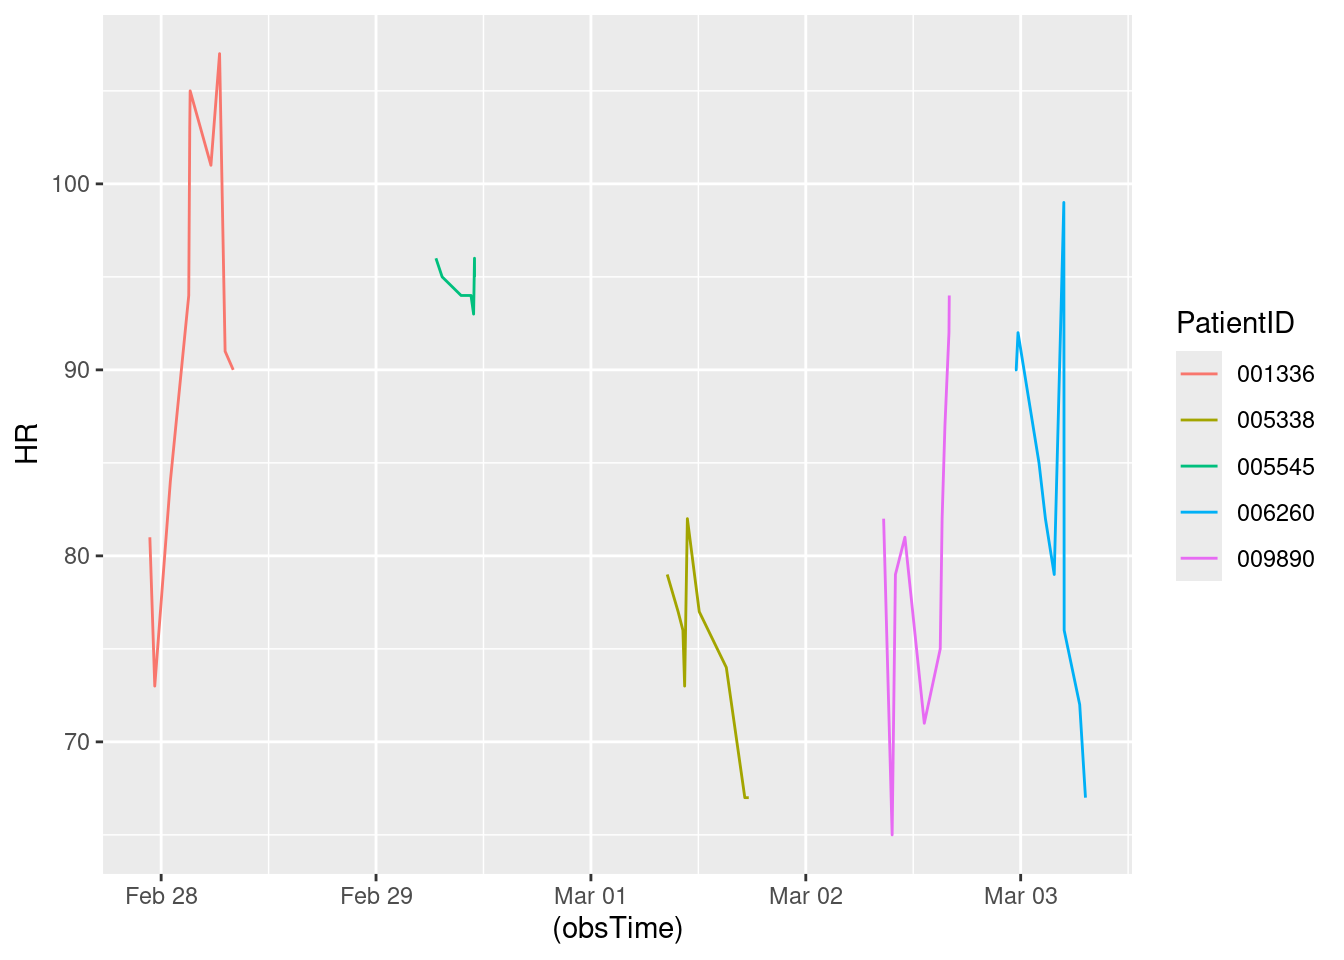 HR
100
90
80
70
Feb 28
Feb 29
Mar 01
Mar 02
Mar 03
(obsTime)
PatientID
001336
005338
005545
006260
009890